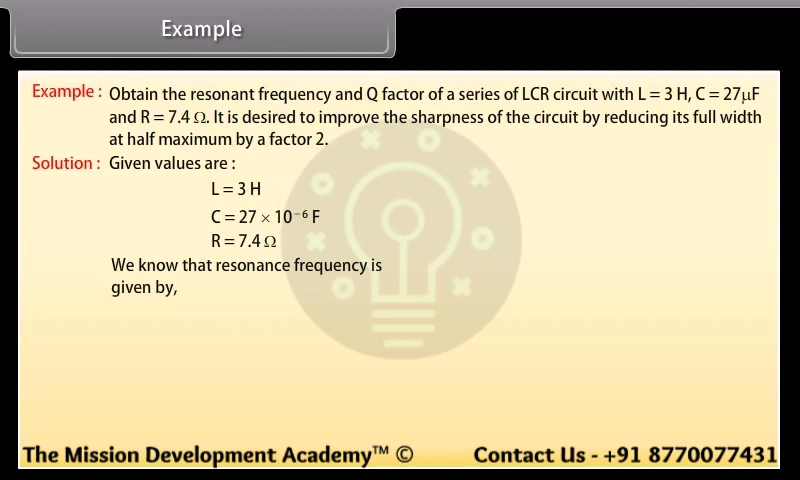 Example
Example : Obtain the resonant frequency and Q factor of a series of LCR circuit with L = 3 H, C = 27μF
and R = 7.4 Ω. It is desired to improve the sharpness of the circuit by reducing its full width
at half maximum by a factor 2.
Solution : Given values are :
L = 3 H
C = 27 × 10⁻⁶ F
R = 7.4 Ω
We know that resonance frequency is
given by,
The Mission Development Academy™ © Contact Us - +91 8770077431